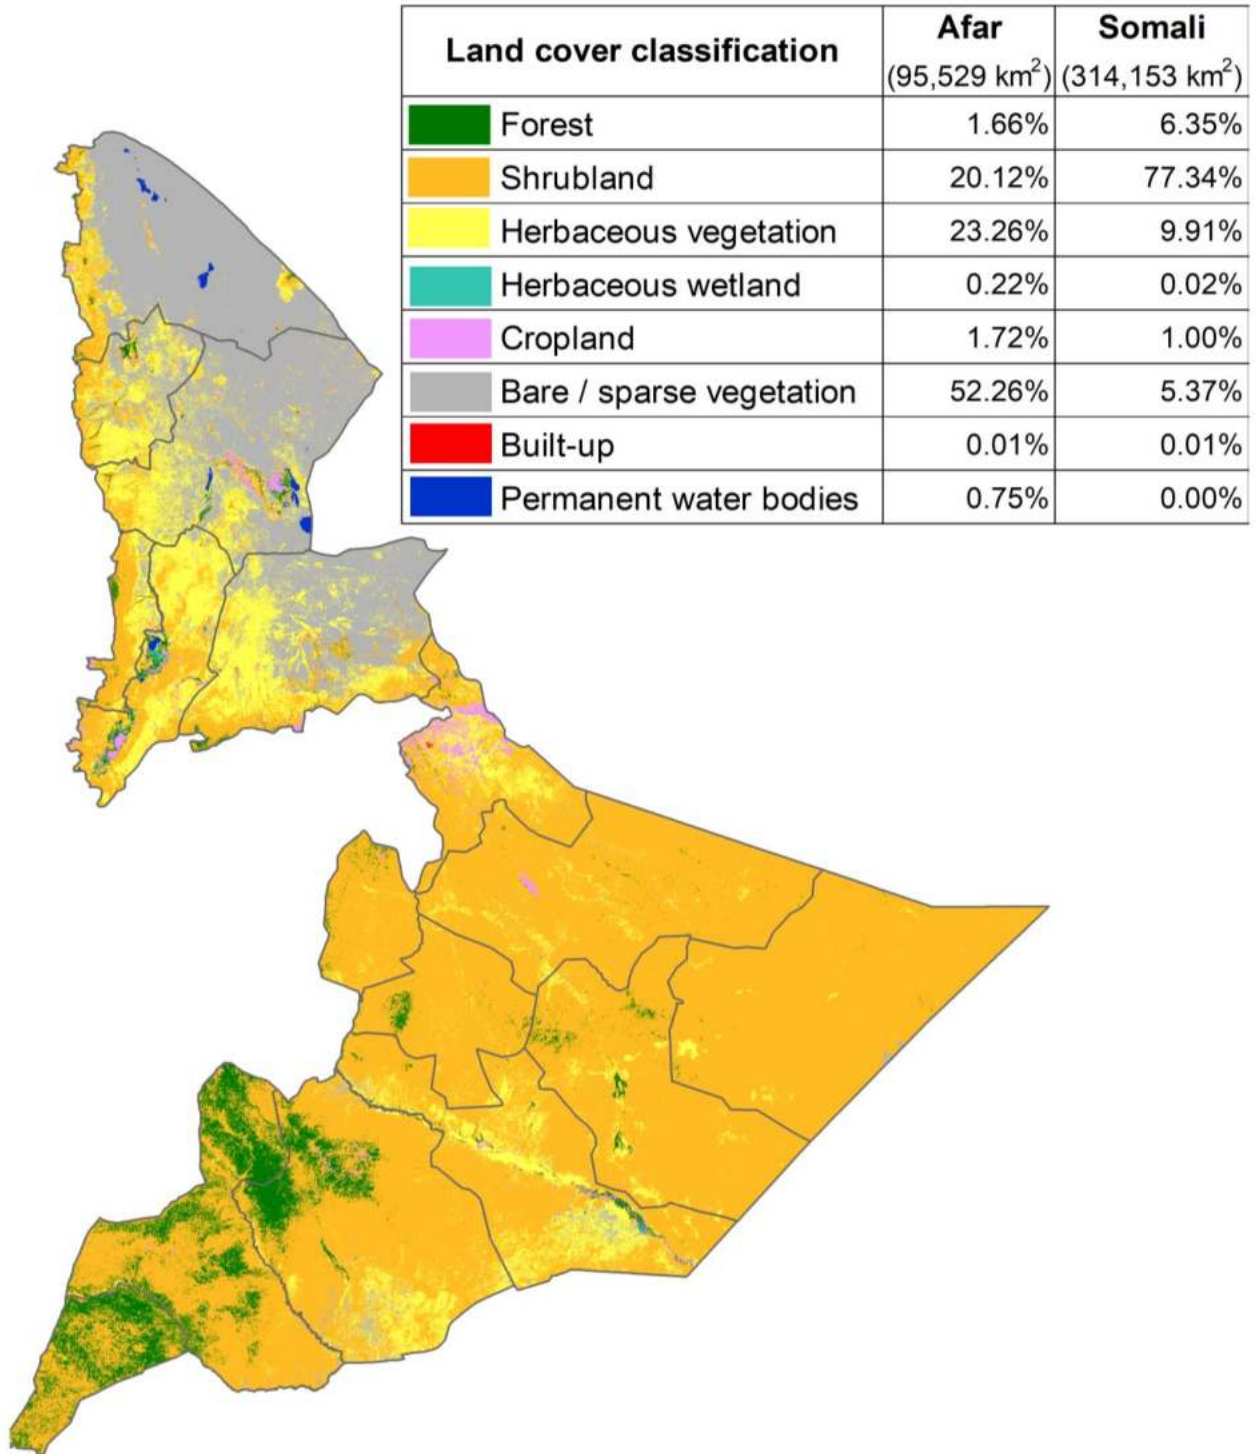 Land cover classification Afar Somali
(95,529 km²) (314,153 km²)
Forest 1.66% 6.35%
Shrubland 20.12% 77.34%
Herbaceous vegetation 23.26% 9.91%
Herbaceous wetland 0.22% 0.02%
Cropland 1.72% 1.00%
Bare / sparse vegetation 52.26% 5.37%
Built-up 0.01% 0.01%
Permanent water bodies 0.75% 0.00%